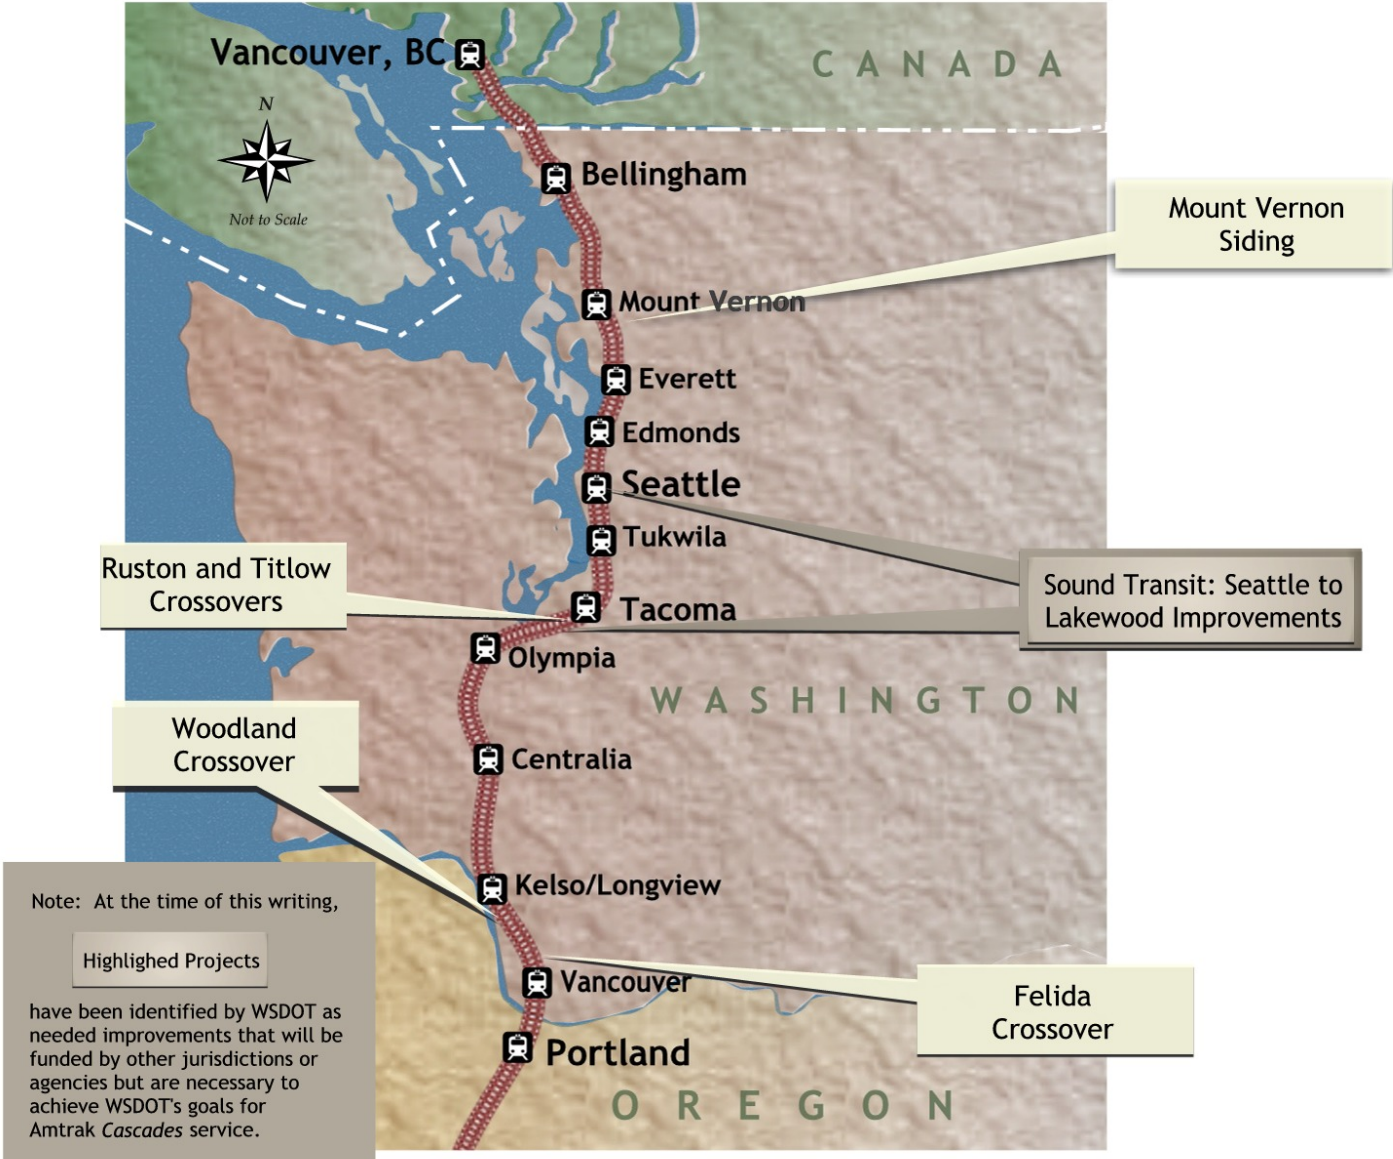 Vancouver, BC
CANADA
N
Not to Scale
Bellingham
Mount Vernon
Siding
Mount Vernon
Everett
Edmonds
Seattle
Tukwila
Ruston and Titlow
Crossovers
Sound Transit: Seattle to
Lakewood Improvements
Tacoma
Olympia
WASHINGTON
Woodland
Crossover
Centralia
Kelso/Longview
Vancouver
Felida
Crossover
Portland
OREGON
Note: At the time of this writing,
Highlighed Projects
have been identified by WSDOT as
needed improvements that will be
funded by other jurisdictions or
agencies but are necessary to
achieve WSDOT's goals for
Amtrak Cascades service.